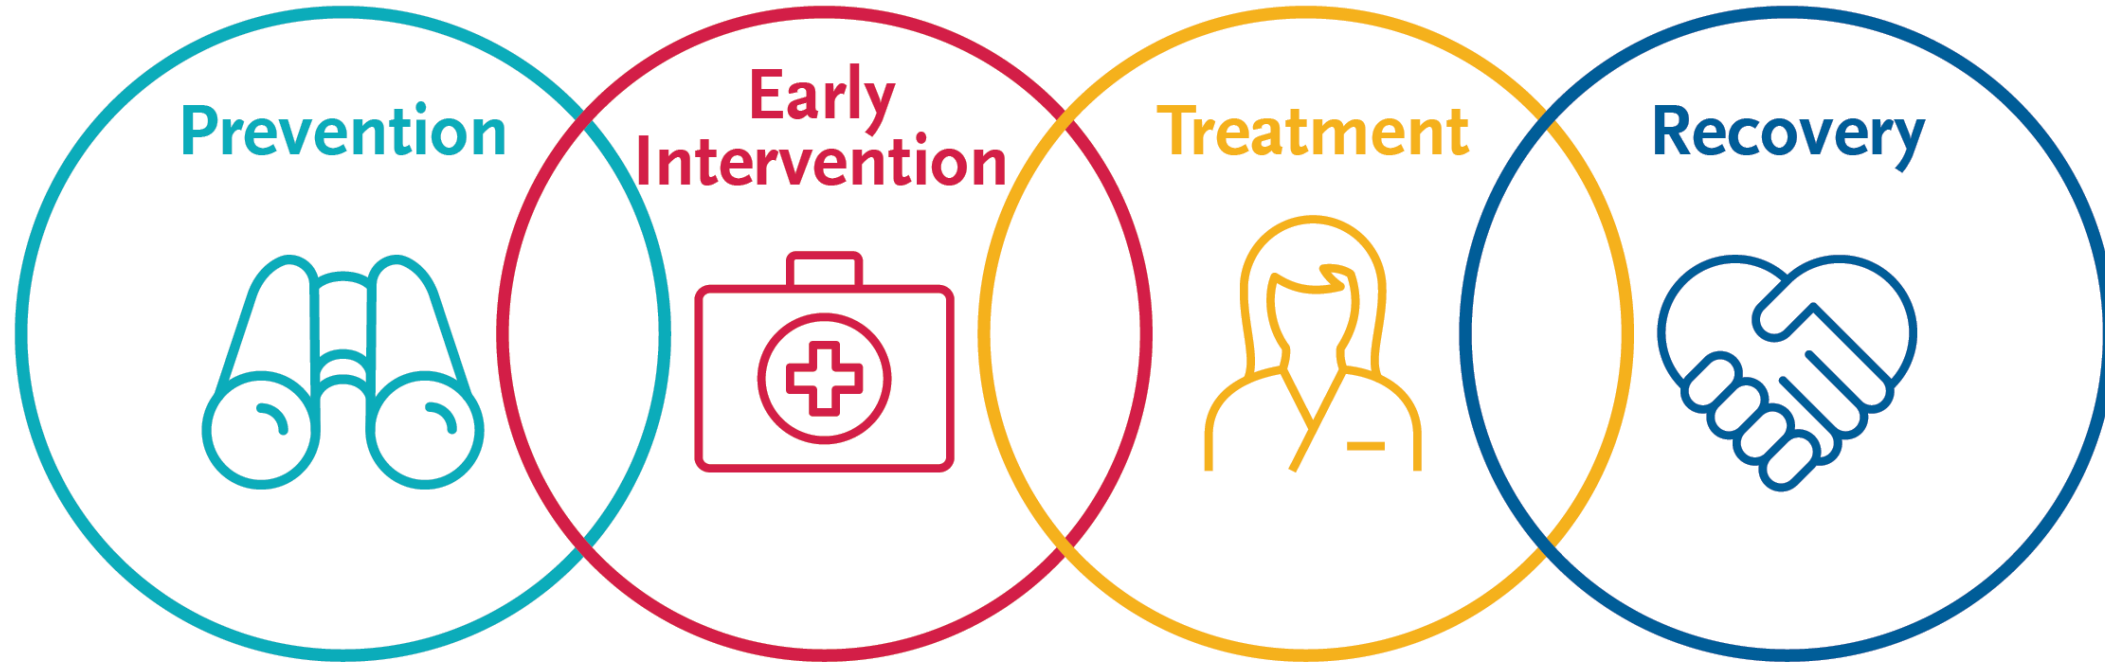 Prevention
Early
Intervention
Treatment
Recovery